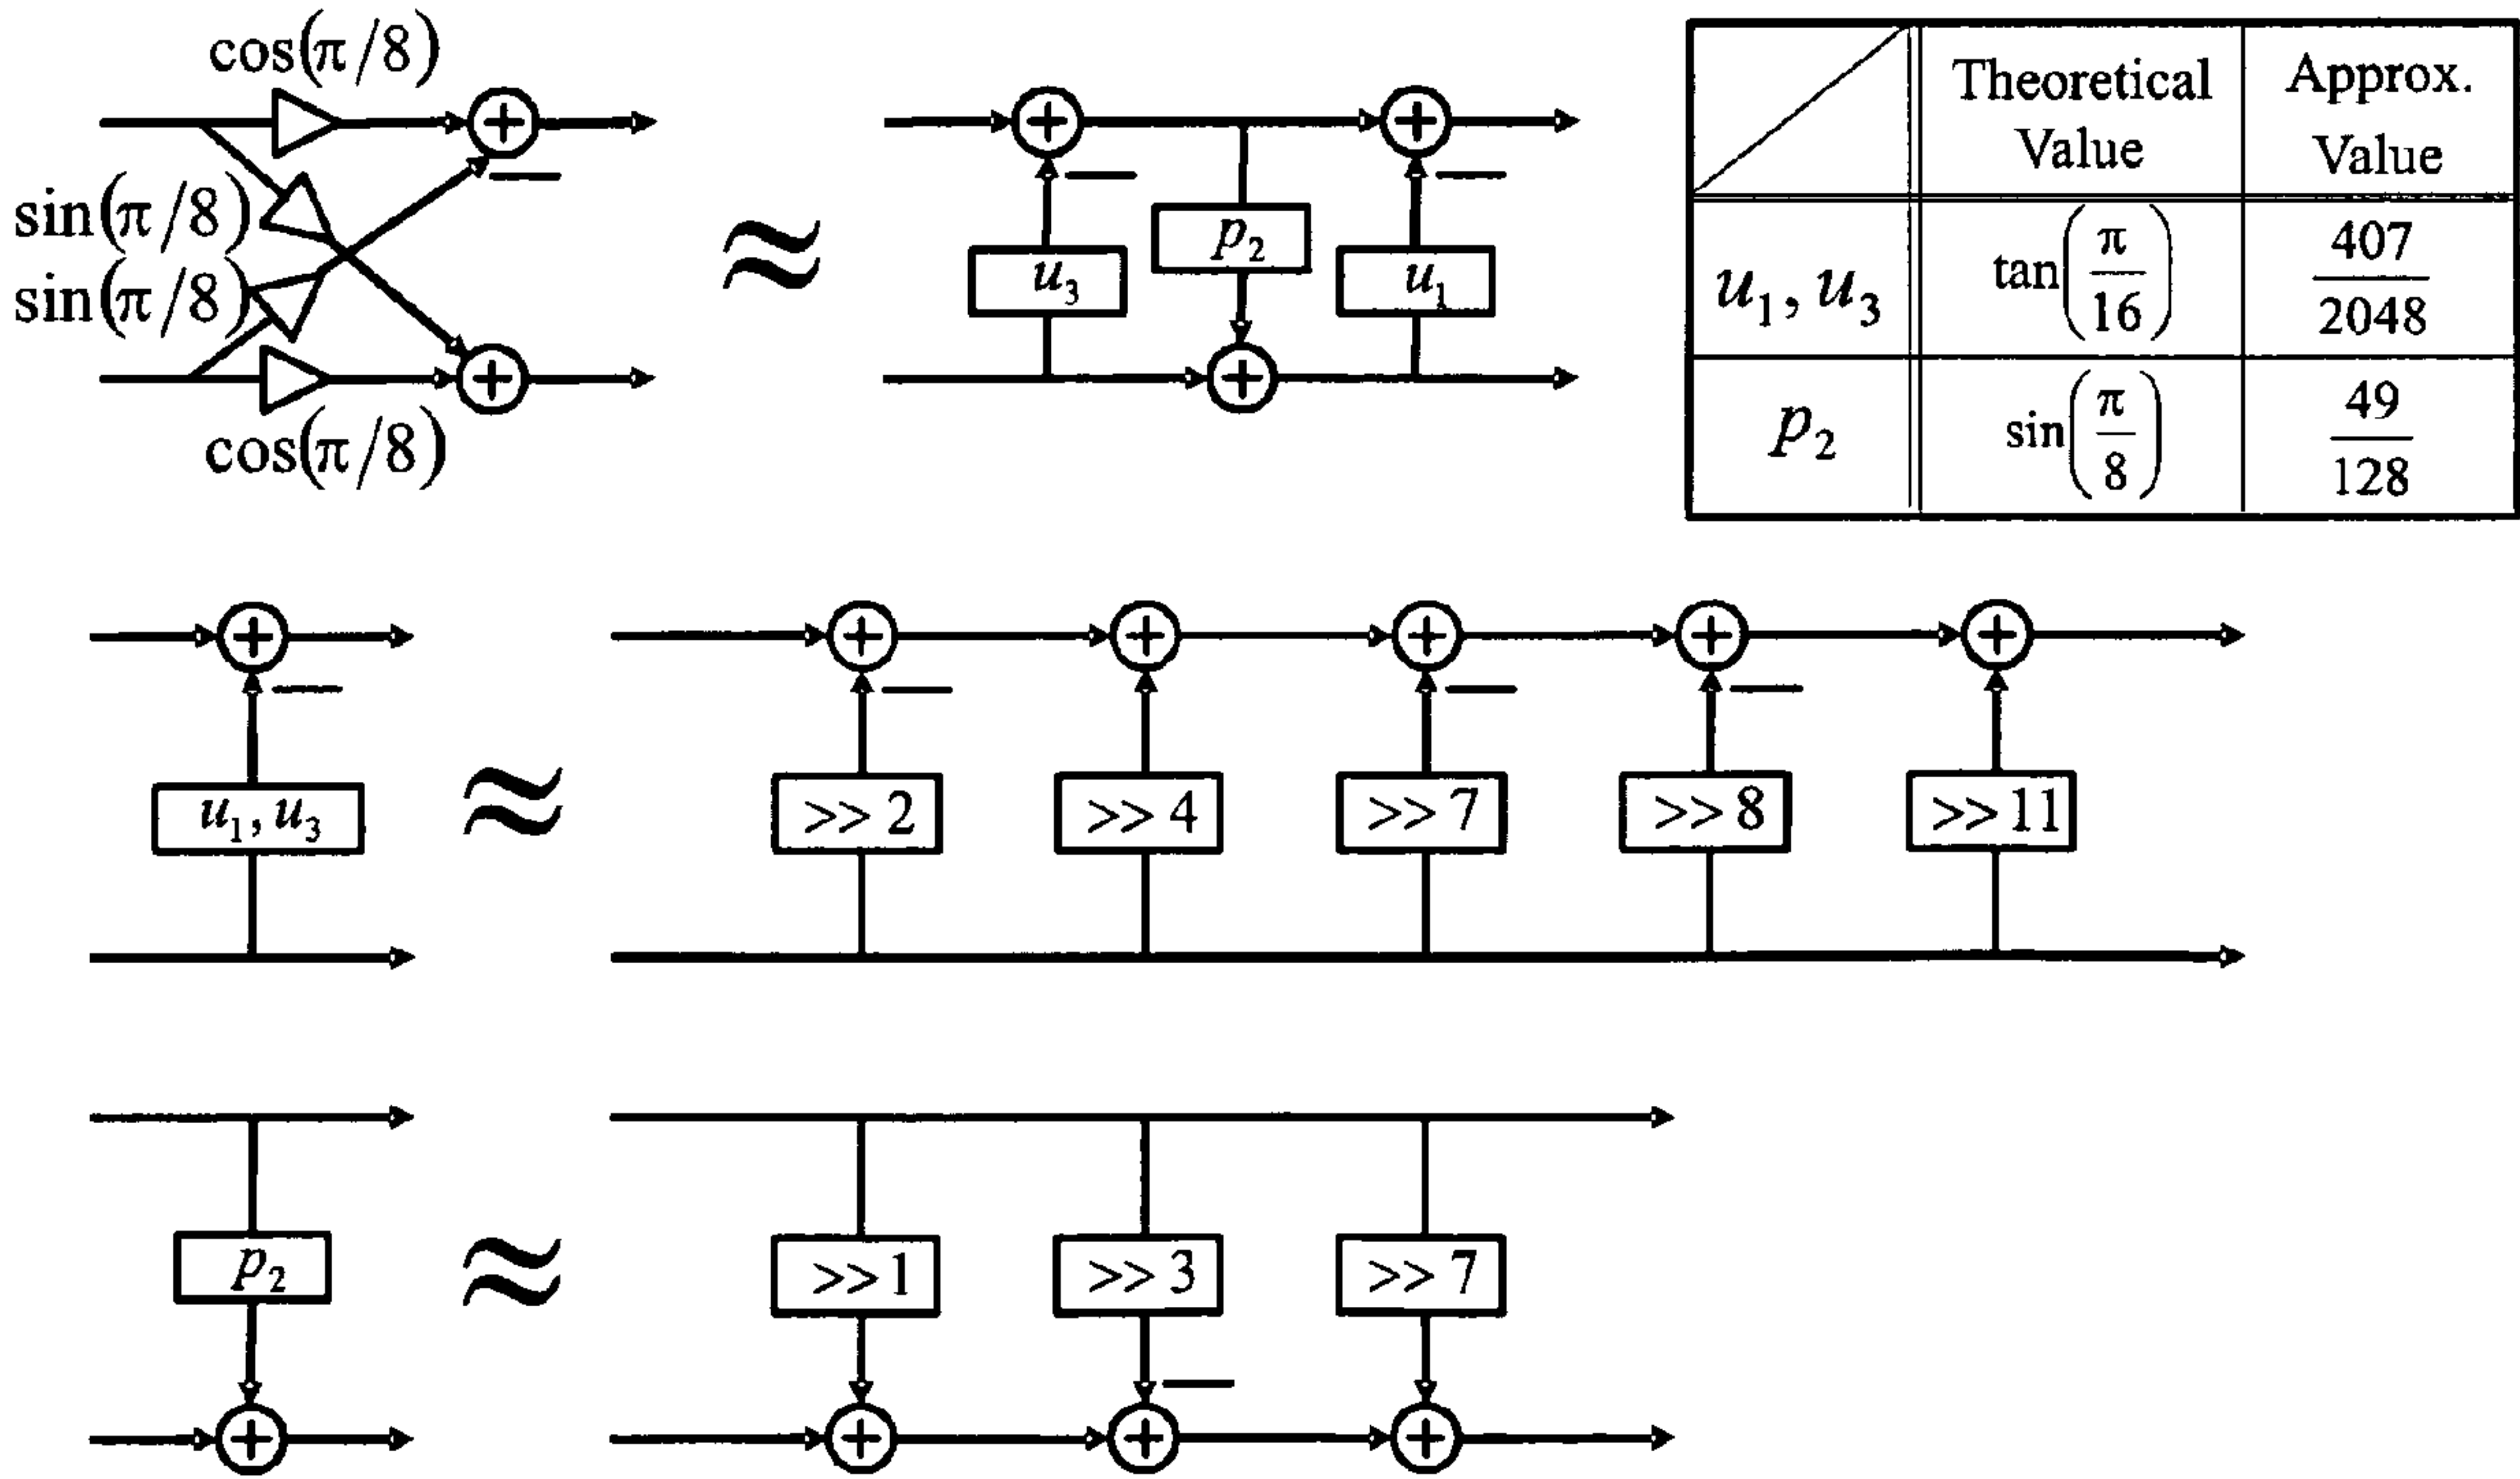 cos(π/8)
sin(π/8)
sin(π/8)
cos(π/8)
≈
u₃
p₂
u₁
Theoretical Value
Approx. Value
u₁, u₃
tan(π/16)
407/2048
p₂
sin(π/8)
49/128
u₁, u₃
≈
>> 2
>> 4
>> 7
>> 8
>> 11
p₂
≈
>> 1
>> 3
>> 7